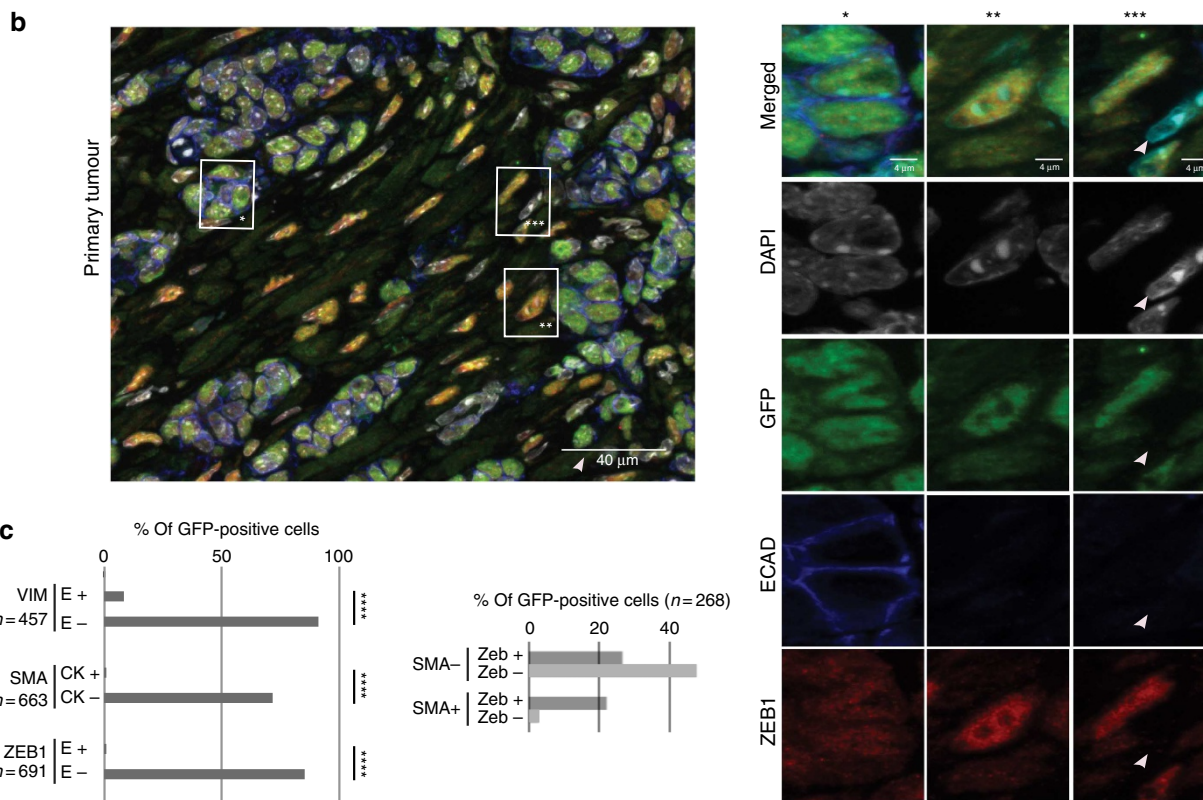 b
Primary tumour
*
***
**
40 µm
*
**
***
Merged
4 µm
4 µm
4 µ
DAPI
GFP
ECAD
ZEB1
c
% Of GFP-positive cells
0
50
100
VIM
E +
n=457
E –
****
SMA
CK +
n=663
CK –
****
ZEB1
E +
n=691
E –
****
% Of GFP-positive cells (n=268)
0
20
40
SMA–
Zeb +
Zeb –
SMA+
Zeb +
Zeb –